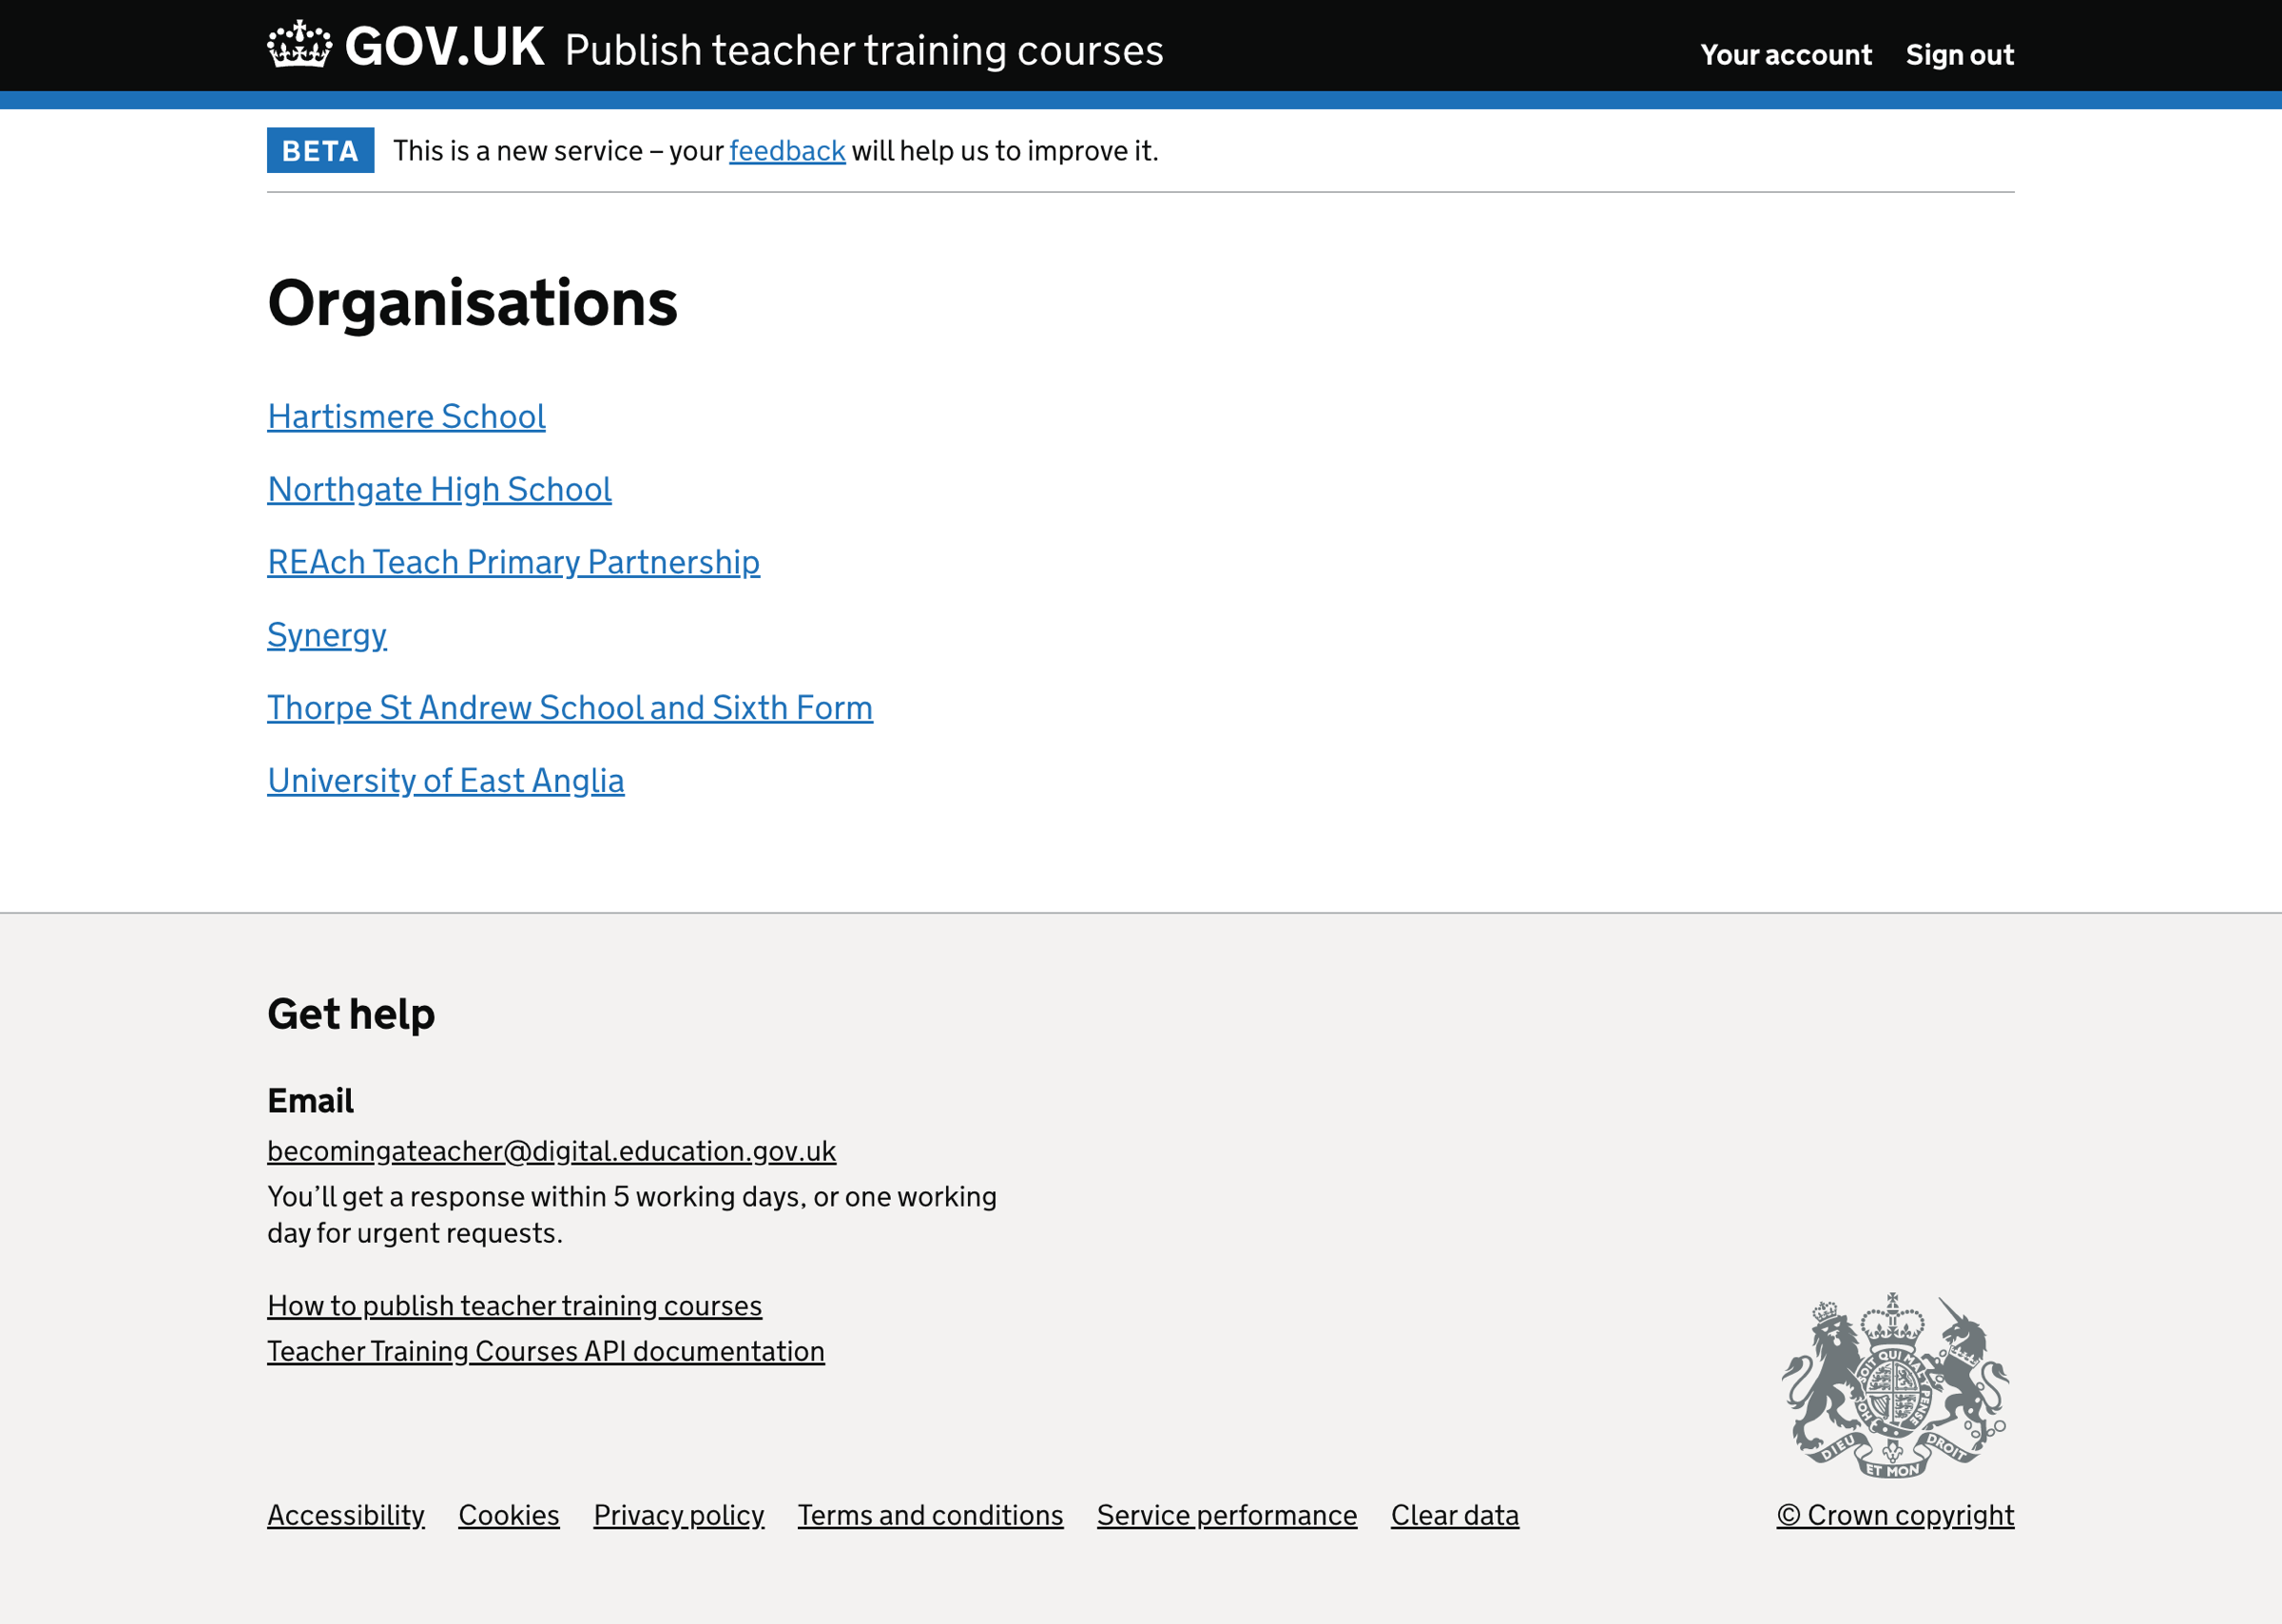 GOV.UK Publish teacher training courses Your account Sign out
BETA This is a new service – your feedback will help us to improve it.
Organisations
Hartismere School
Northgate High School
REAch Teach Primary Partnership
Synergy
Thorpe St Andrew School and Sixth Form
University of East Anglia
Get help
Email
becomingateacher@digital.education.gov.uk
You’ll get a response within 5 working days, or one working
day for urgent requests.
How to publish teacher training courses
Teacher Training Courses API documentation
SOIT QUI MAL Y PENSE
HONI
DIEU ET MON DROIT
Accessibility Cookies Privacy policy Terms and conditions Service performance Clear data © Crown copyright